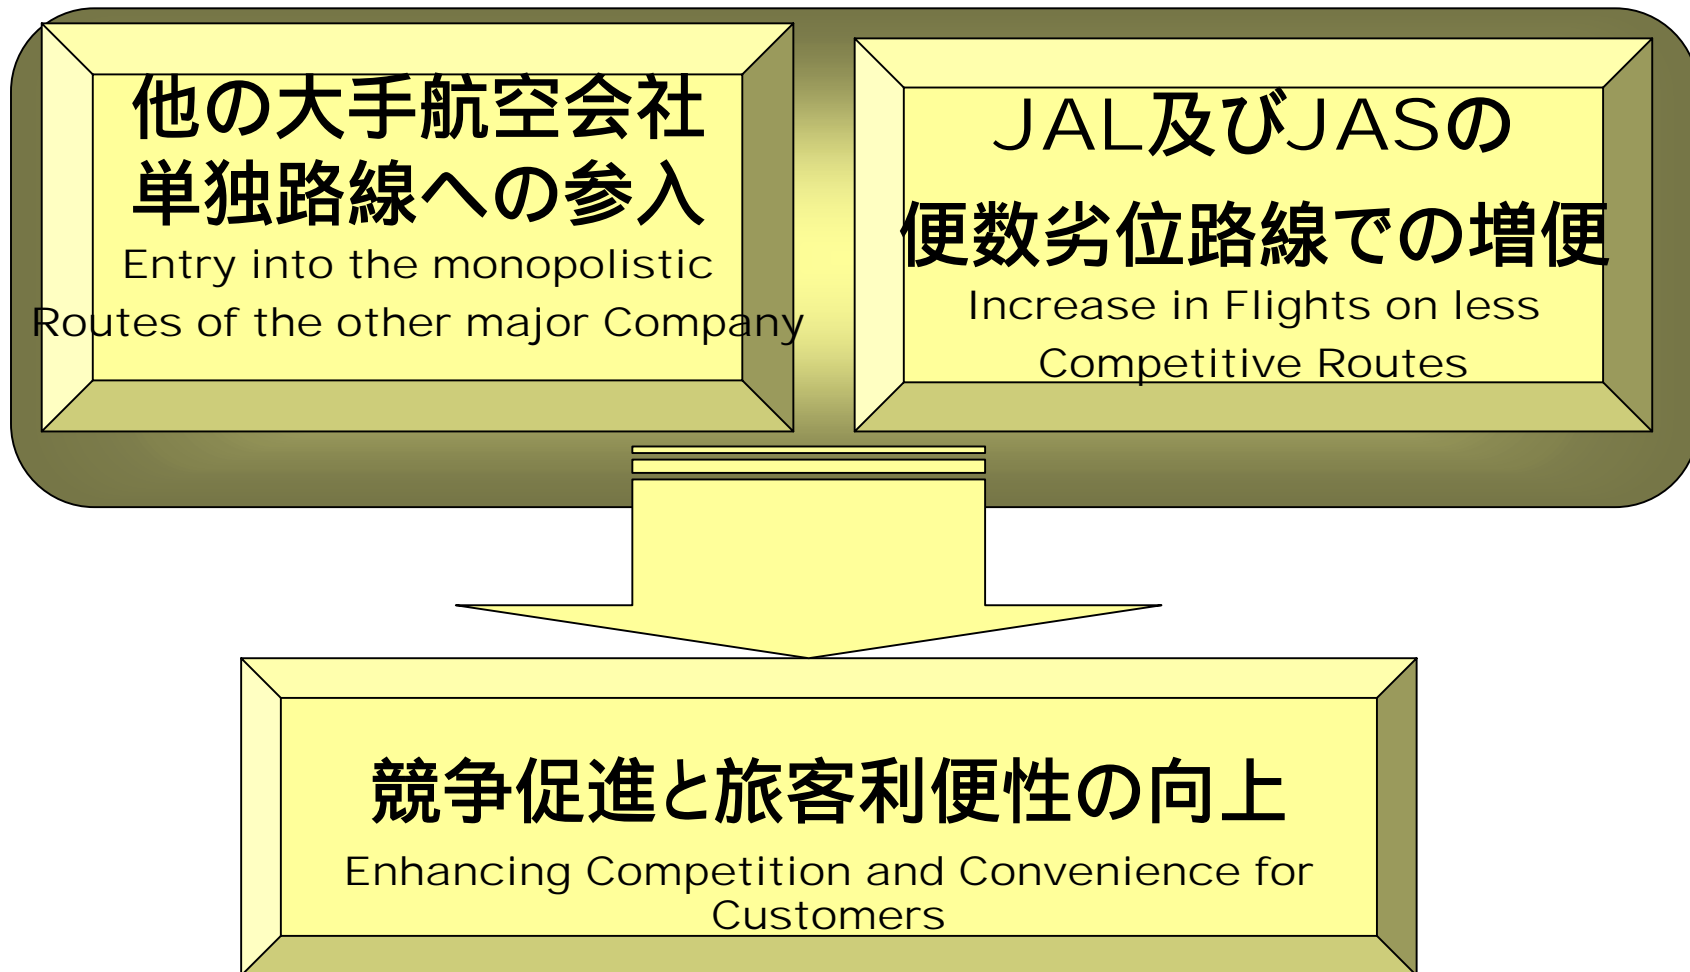 他の大手航空会社
単独路線への参入
Entry into the monopolistic
Routes of the other major Company
JAL及びJASの
便数劣位路線での増便
Increase in Flights on less
Competitive Routes
競争促進と旅客利便性の向上
Enhancing Competition and Convenience for
Customers